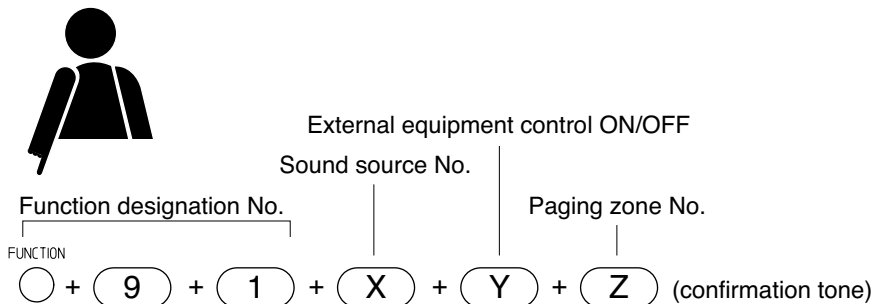 External equipment control ON/OFF
Sound source No.
Function designation No.
Paging zone No.
FUNCTION
+ 9 + 1 + X + Y + Z (confirmation tone)